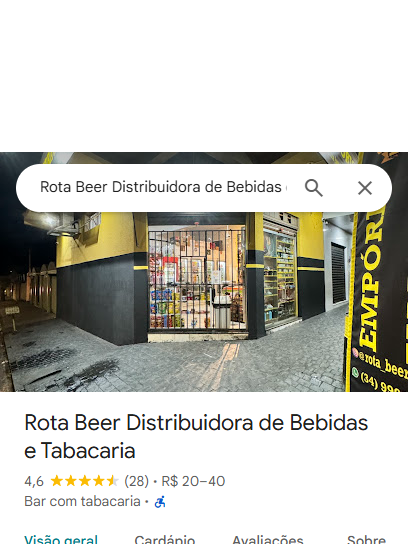 Rota Beer Distribuidora de Bebidas
EMPÓRI
@rota_beer
(34) 99
Rota Beer Distribuidora de Bebidas
e Tabacaria
4,6 (28) • R$ 20–40
Bar com tabacaria •
Visão geral Cardápio Avaliações Sobre